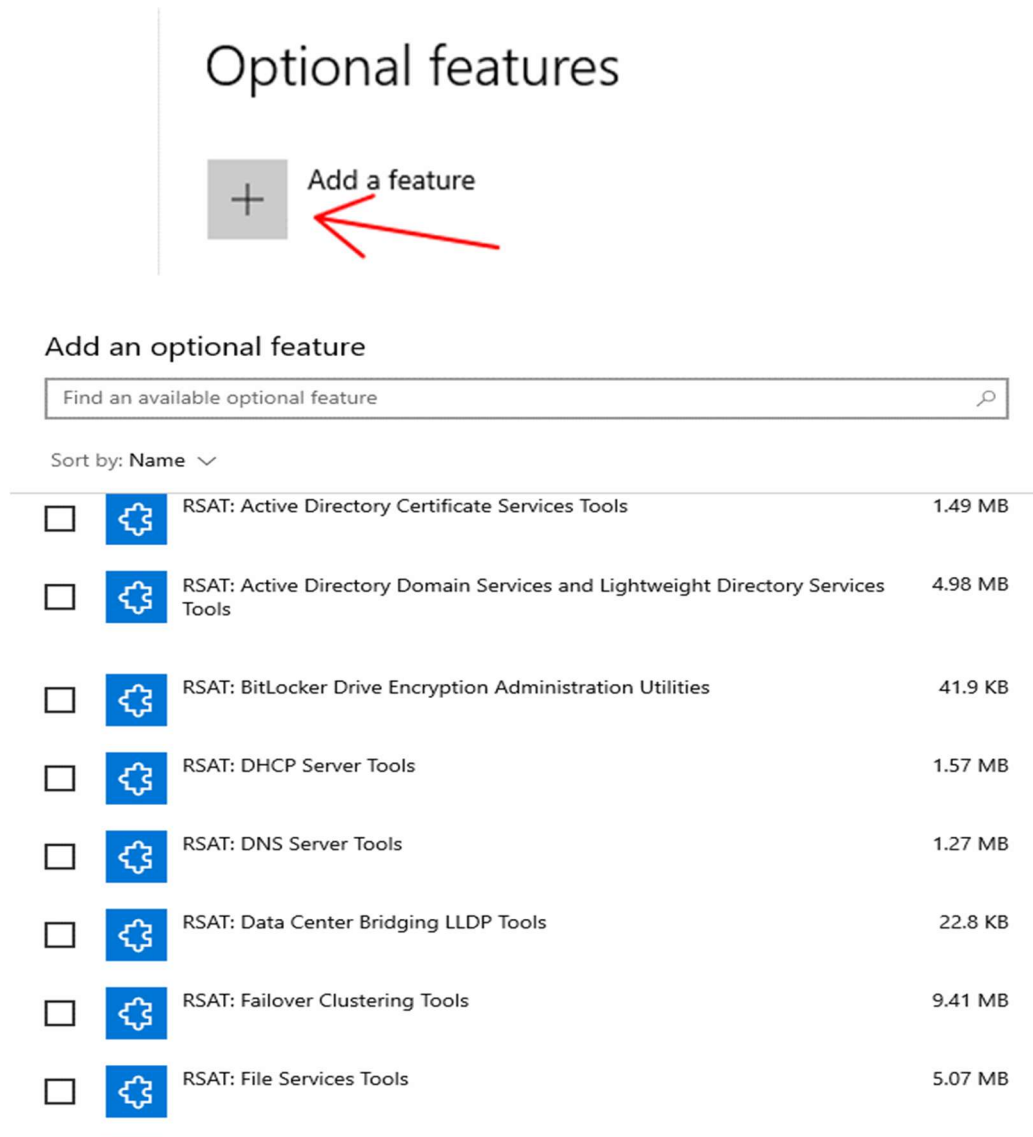 Optional features
Add a feature
Add an optional feature
Find an available optional feature
Sort by: Name
RSAT: Active Directory Certificate Services Tools 1.49 MB
RSAT: Active Directory Domain Services and Lightweight Directory Services 4.98 MB
Tools
RSAT: BitLocker Drive Encryption Administration Utilities 41.9 KB
RSAT: DHCP Server Tools 1.57 MB
RSAT: DNS Server Tools 1.27 MB
RSAT: Data Center Bridging LLDP Tools 22.8 KB
RSAT: Failover Clustering Tools 9.41 MB
RSAT: File Services Tools 5.07 MB